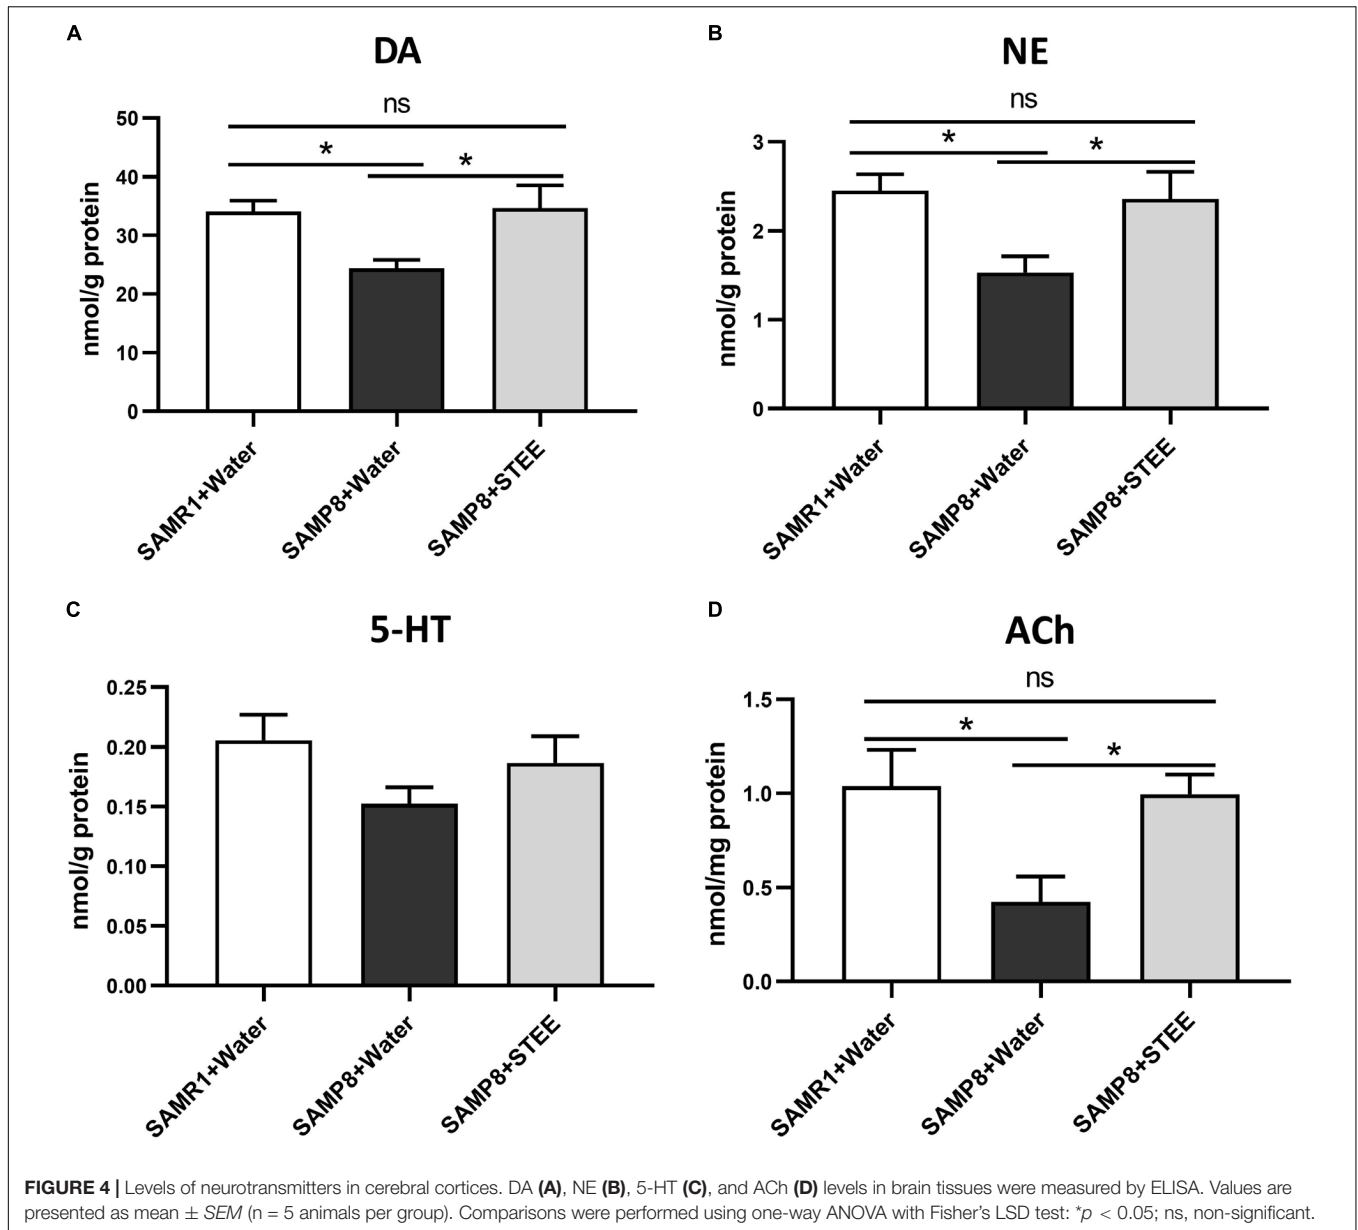 A
DA
ns
*
*
50
40
30
20
10
0
nmol/g protein
SAMR1+Water
SAMP8+Water
SAMP8+STEE
B
NE
ns
*
*
3
2
1
0
nmol/g protein
SAMR1+Water
SAMP8+Water
SAMP8+STEE
C
5-HT
0.25
0.20
0.15
0.10
0.05
0.00
nmol/g protein
SAMR1+Water
SAMP8+Water
SAMP8+STEE
D
ACh
ns
*
*
1.5
1.0
0.5
0.0
nmol/mg protein
SAMR1+Water
SAMP8+Water
SAMP8+STEE
FIGURE 4 | Levels of neurotransmitters in cerebral cortices. DA (A), NE (B), 5-HT (C), and ACh (D) levels in brain tissues were measured by ELISA. Values are
presented as mean ± SEM (n = 5 animals per group). Comparisons were performed using one-way ANOVA with Fisher's LSD test: *p < 0.05; ns, non-significant.